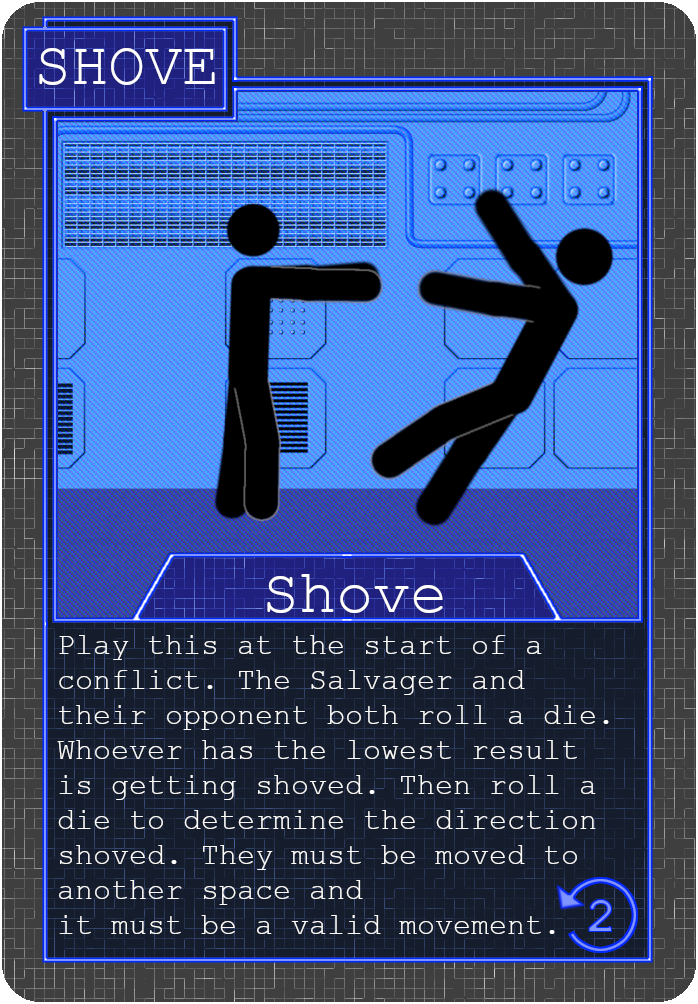 SHOVE
Shove
Play this at the start of a
conflict. The Salvager and
their opponent both roll a die.
Whoever has the lowest result
is getting shoved. Then roll a
die to determine the direction
shoved. They must be moved to
another space and
it must be a valid movement.
2